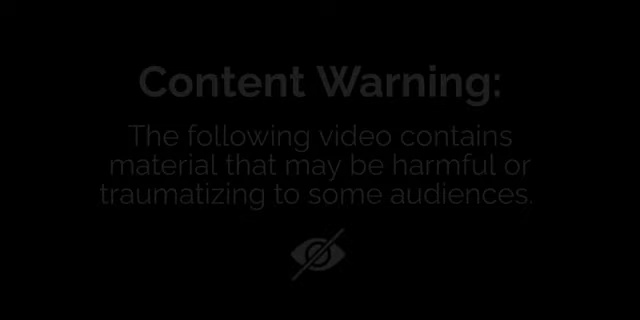 Content Warning:
The following video contains
material that may be harmful or
traumatizing to some audiences.